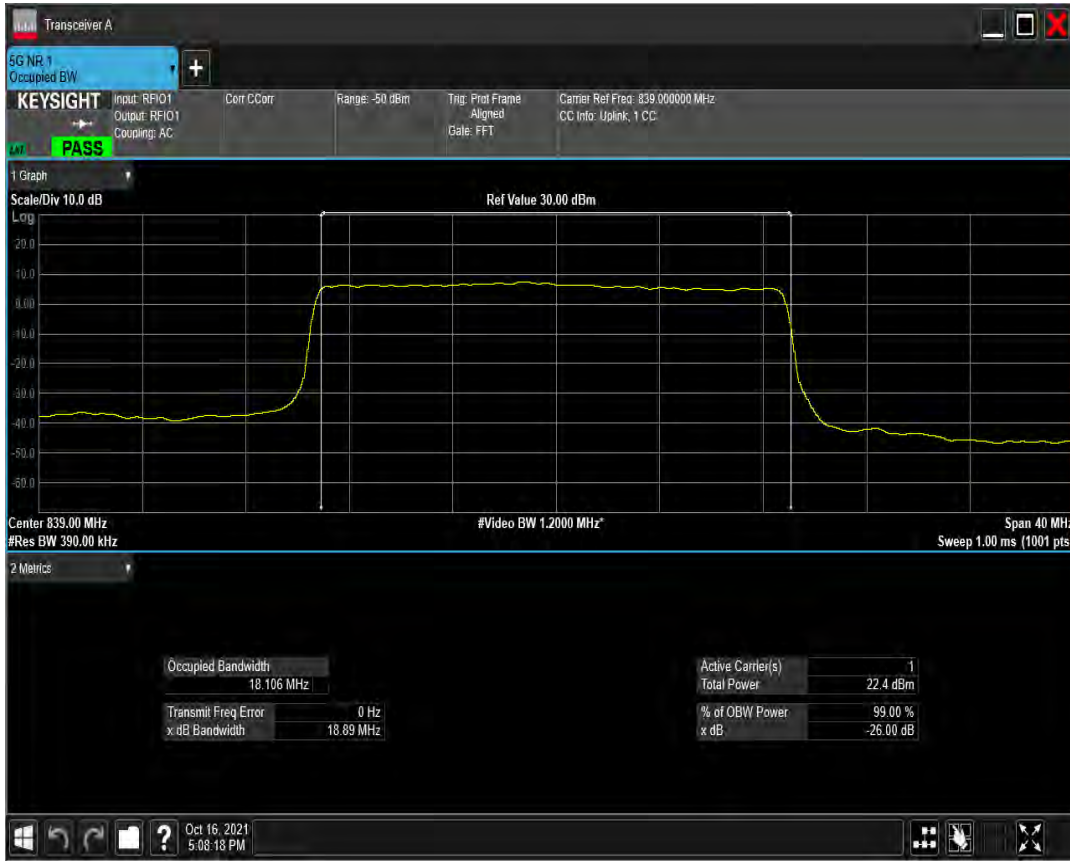 Transceiver A
5G NR 1
Occupied BW
+
KEYSIGHT
PASS
Input: RFIO1
Output: RFIO1
Coupling: AC
Corr CCorr
Range: -50 dBm
Trig: Prot Frame
Aligned
Gate: FFT
Carrier Ref Freq: 839.000000 MHz
CC Info: Uplink, 1 CC
1 Graph
Scale/Div 10.0 dB
Ref Value 30.00 dBm
Log
20.0
10.0
0.00
-10.0
-20.0
-30.0
-40.0
-50.0
-60.0
Center 839.00 MHz
#Video BW 1.2000 MHz*
Span 40 MHz
#Res BW 390.00 kHz
Sweep 1.00 ms (1001 pts
2 Metrics
Occupied Bandwidth
18.106 MHz
Transmit Freq Error 0 Hz
x dB Bandwidth 18.89 MHz
Active Carrier(s) 1
Total Power 22.4 dBm
% of OBW Power 99.00 %
x dB -26.00 dB
?
Oct 16, 2021
5:08:18 PM